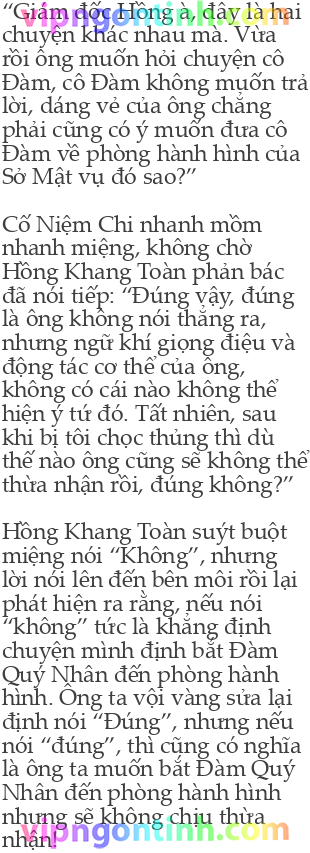 vipngontinh.com
“Giám đốc Hồng à, đây là hai
chuyện khác nhau mà. Vừa
rồi ông muốn hỏi chuyện cô
Đàm, cô Đàm không muốn trả
lời, dáng vẻ của ông chẳng
phải cũng có ý muốn đưa cô
Đàm về phòng hành hình của
Sở Mật vụ đó sao?”
Cố Niệm Chi nhanh mồm
nhanh miệng, không chờ
Hồng Khang Toàn phản bác
đã nói tiếp: “Đúng vậy, đúng
là ông không nói thẳng ra,
nhưng ngữ khí giọng điệu và
động tác cơ thể của ông,
không có cái nào không thể
hiện ý tứ đó. Tất nhiên, sau
khi bị tôi chọc thủng thì dù
thế nào ông cũng sẽ không thể
thừa nhận rồi, đúng không?”
Hồng Khang Toàn suýt buột
miệng nói “Không”, nhưng
lời nói lên đến bên môi rồi lại
phát hiện ra rằng, nếu nói
“không” tức là khẳng định
chuyện mình định bắt Đàm
Quý Nhân đến phòng hành
hình. Ông ta vội vàng sửa lại
định nói “Đúng”, nhưng nếu
nói “đúng”, thì cũng có nghĩa
là ông ta muốn bắt Đàm Quý
Nhân đến phòng hành hình
nhưng sẽ không chịu thừa
nhận!
vipngontinh.com